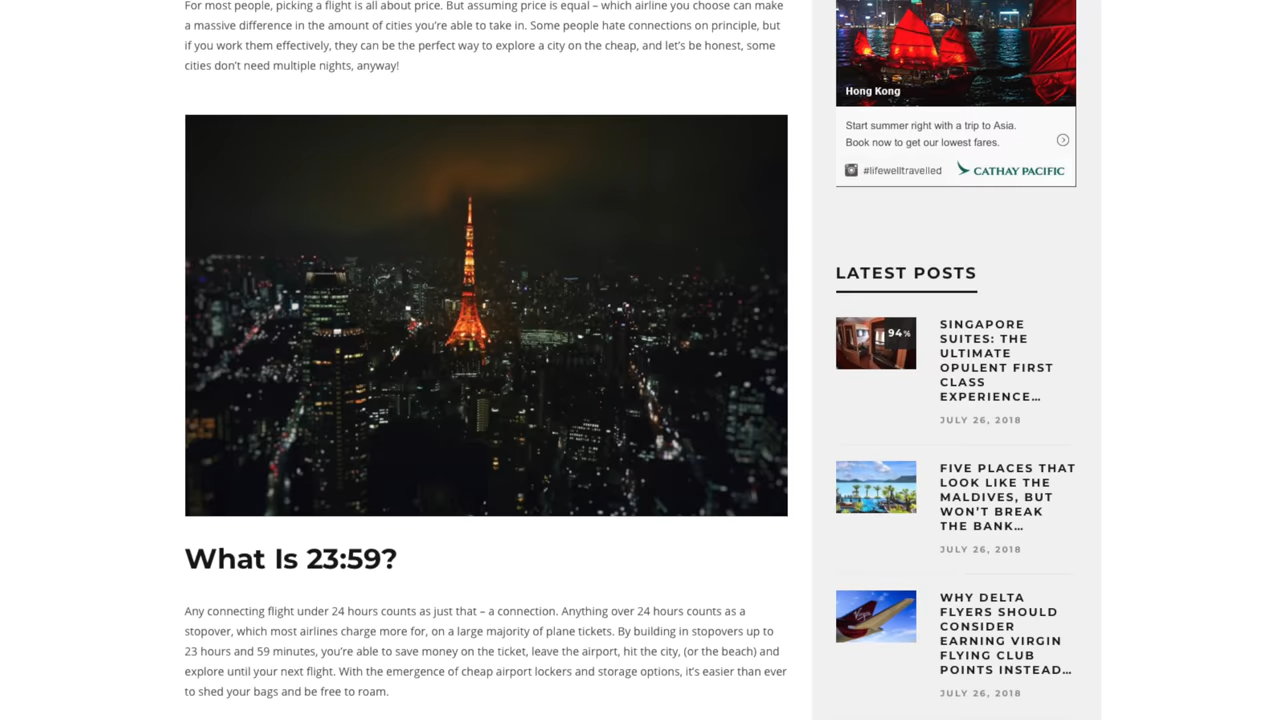 For most people, picking a flight is all about price. But assuming price is equal – which airline you choose can make
a massive difference in the amount of cities you’re able to take in. Some people hate connections on principle, but
if you work them effectively, they can be the perfect way to explore a city on the cheap, and let’s be honest, some
cities don’t need multiple nights, anyway!
What Is 23:59?
Any connecting flight under 24 hours counts as just that – a connection. Anything over 24 hours counts as a
stopover, which most airlines charge more for, on a large majority of plane tickets. By building in stopovers up to
23 hours and 59 minutes, you’re able to save money on the ticket, leave the airport, hit the city, (or the beach) and
explore until your next flight. With the emergence of cheap airport lockers and storage options, it’s easier than ever
to shed your bags and be free to roam.
Hong Kong
Start summer right with a trip to Asia.
Book now to get our lowest fares.
#lifewelltravelled CATHAY PACIFIC
LATEST POSTS
94%
SINGAPORE
SUITES: THE
ULTIMATE
OPULENT FIRST
CLASS
EXPERIENCE…
JULY 26, 2018
FIVE PLACES THAT
LOOK LIKE THE
MALDIVES, BUT
WON’T BREAK
THE BANK…
JULY 26, 2018
WHY DELTA
FLYERS SHOULD
CONSIDER
EARNING VIRGIN
FLYING CLUB
POINTS INSTEAD…
JULY 26, 2018